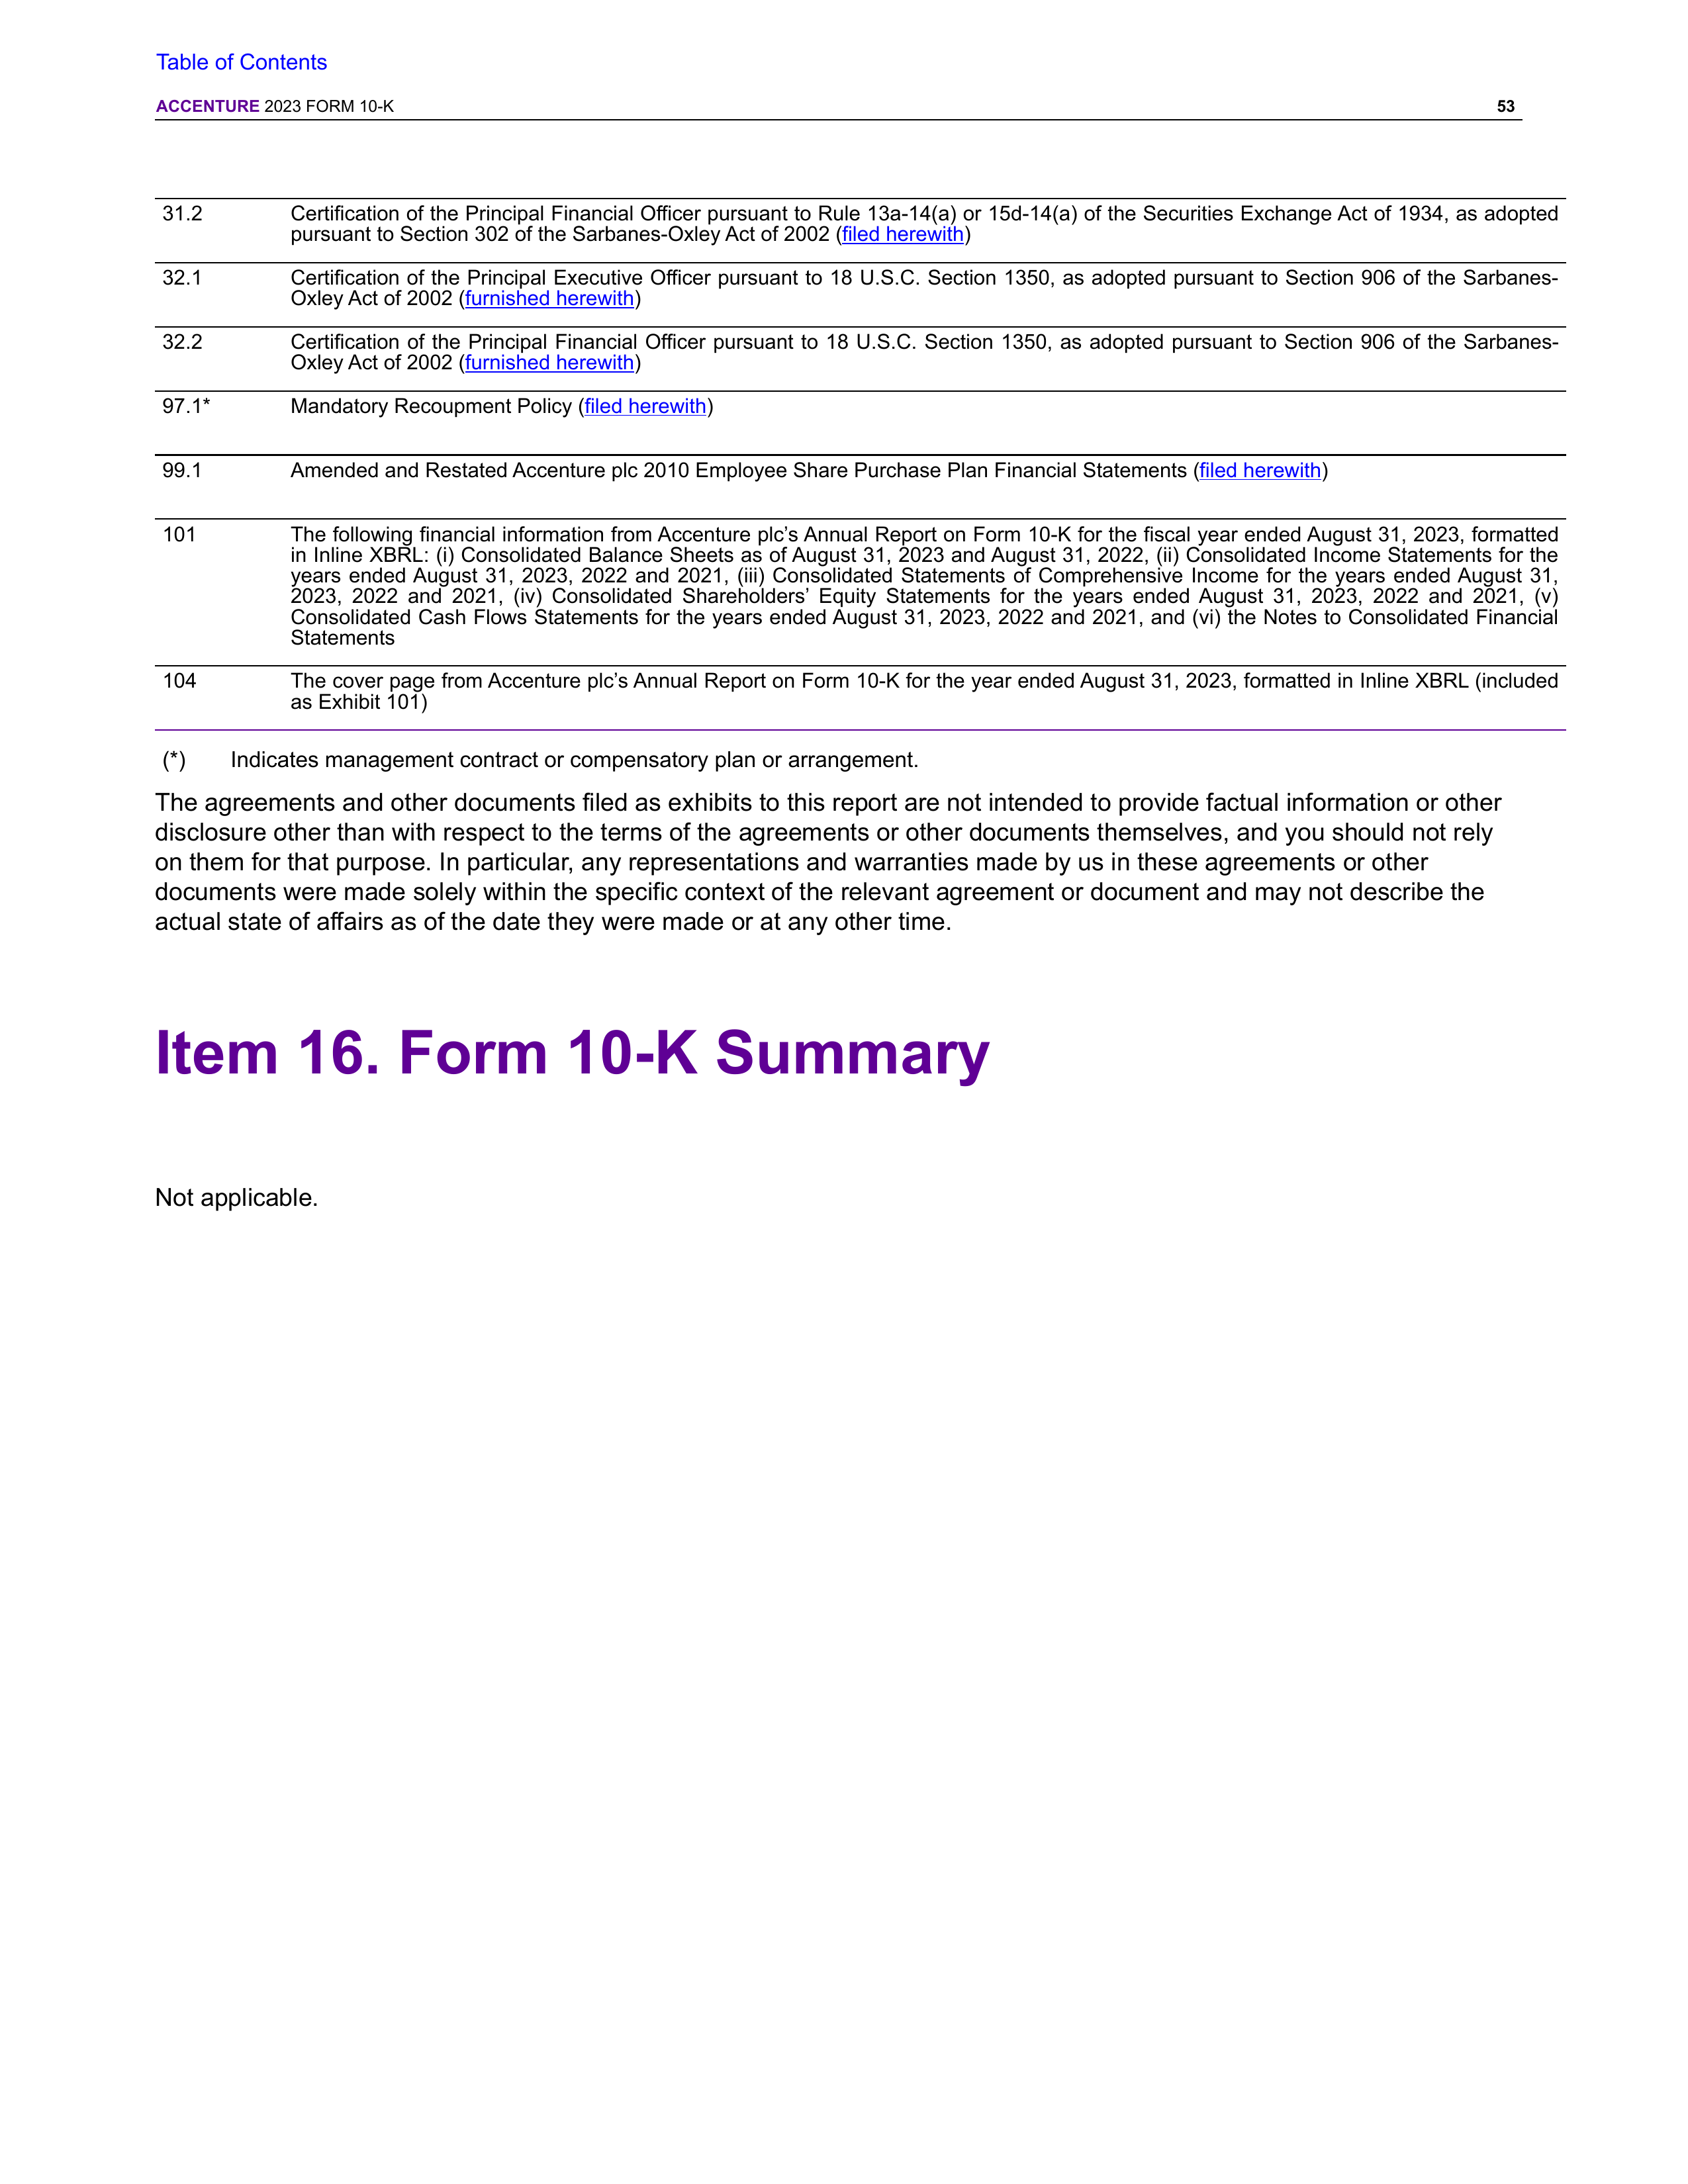 Table of Contents
ACCENTURE 2023 FORM 10-K 53
31.2 Certification of the Principal Financial Officer pursuant to Rule 13a-14(a) or 15d-14(a) of the Securities Exchange Act of 1934, as adopted
pursuant to Section 302 of the Sarbanes-Oxley Act of 2002 (filed herewith)
32.1 Certification of the Principal Executive Officer pursuant to 18 U.S.C. Section 1350, as adopted pursuant to Section 906 of the Sarbanes-
Oxley Act of 2002 (furnished herewith)
32.2 Certification of the Principal Financial Officer pursuant to 18 U.S.C. Section 1350, as adopted pursuant to Section 906 of the Sarbanes-
Oxley Act of 2002 (furnished herewith)
97.1* Mandatory Recoupment Policy (filed herewith)
99.1 Amended and Restated Accenture plc 2010 Employee Share Purchase Plan Financial Statements (filed herewith)
101 The following financial information from Accenture plc’s Annual Report on Form 10-K for the fiscal year ended August 31, 2023, formatted
in Inline XBRL: (i) Consolidated Balance Sheets as of August 31, 2023 and August 31, 2022, (ii) Consolidated Income Statements for the
years ended August 31, 2023, 2022 and 2021, (iii) Consolidated Statements of Comprehensive Income for the years ended August 31,
2023, 2022 and 2021, (iv) Consolidated Shareholders’ Equity Statements for the years ended August 31, 2023, 2022 and 2021, (v)
Consolidated Cash Flows Statements for the years ended August 31, 2023, 2022 and 2021, and (vi) the Notes to Consolidated Financial
Statements
104 The cover page from Accenture plc’s Annual Report on Form 10-K for the year ended August 31, 2023, formatted in Inline XBRL (included
as Exhibit 101)
(*) Indicates management contract or compensatory plan or arrangement.
The agreements and other documents filed as exhibits to this report are not intended to provide factual information or other
disclosure other than with respect to the terms of the agreements or other documents themselves, and you should not rely
on them for that purpose. In particular, any representations and warranties made by us in these agreements or other
documents were made solely within the specific context of the relevant agreement or document and may not describe the
actual state of affairs as of the date they were made or at any other time.
Item 16. Form 10-K Summary
Not applicable.